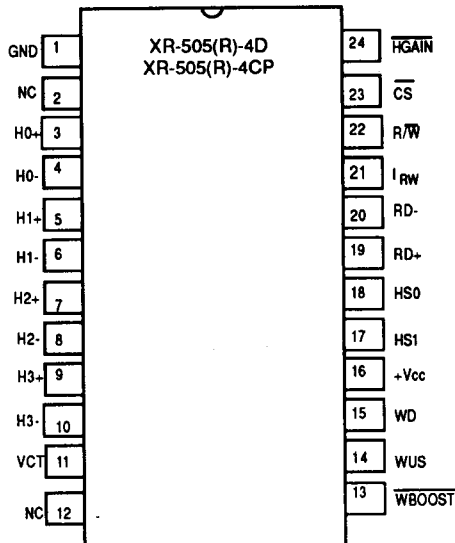 XR-505(R)-4D
XR-505(R)-4CP
GND 1
NC 2
H0+ 3
H0- 4
H1+ 5
H1- 6
H2+ 7
H2- 8
H3+ 9
H3- 10
VCT 11
NC 12
24 HGAIN
23 CS
22 R/W
21 IRW
20 RD-
19 RD+
18 HS0
17 HS1
16 +Vcc
15 WD
14 WUS
13 WBOOST